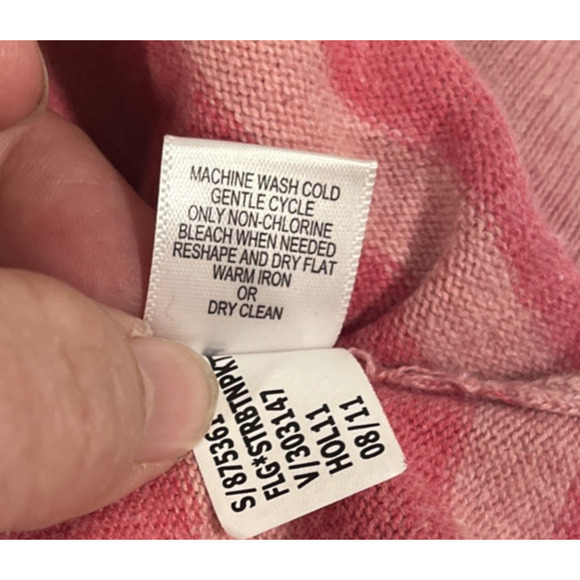 MACHINE WASH COLD
GENTLE CYCLE
ONLY NON-CHLORINE
BLEACH WHEN NEEDED
RESHAPE AND DRY FLAT
WARM IRON
OR
DRY CLEAN
S/875361
FLG*STRBTNPKT
V/303147
HOL11
08/11